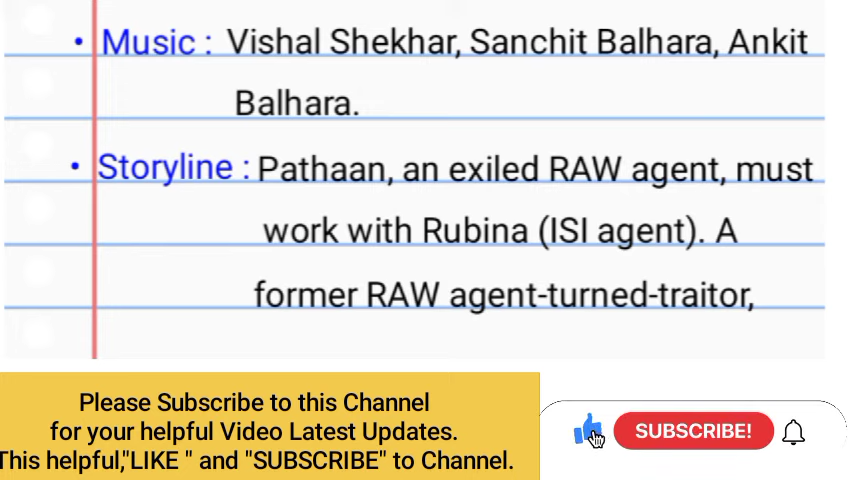 • Music : Vishal Shekhar, Sanchit Balhara, Ankit
Balhara.
• Storyline : Pathaan, an exiled RAW agent, must
work with Rubina (ISI agent). A
former RAW agent-turned-traitor,
Please Subscribe to this Channel
for your helpful Video Latest Updates.
This helpful,"LIKE " and "SUBSCRIBE" to Channel.
SUBSCRIBE!